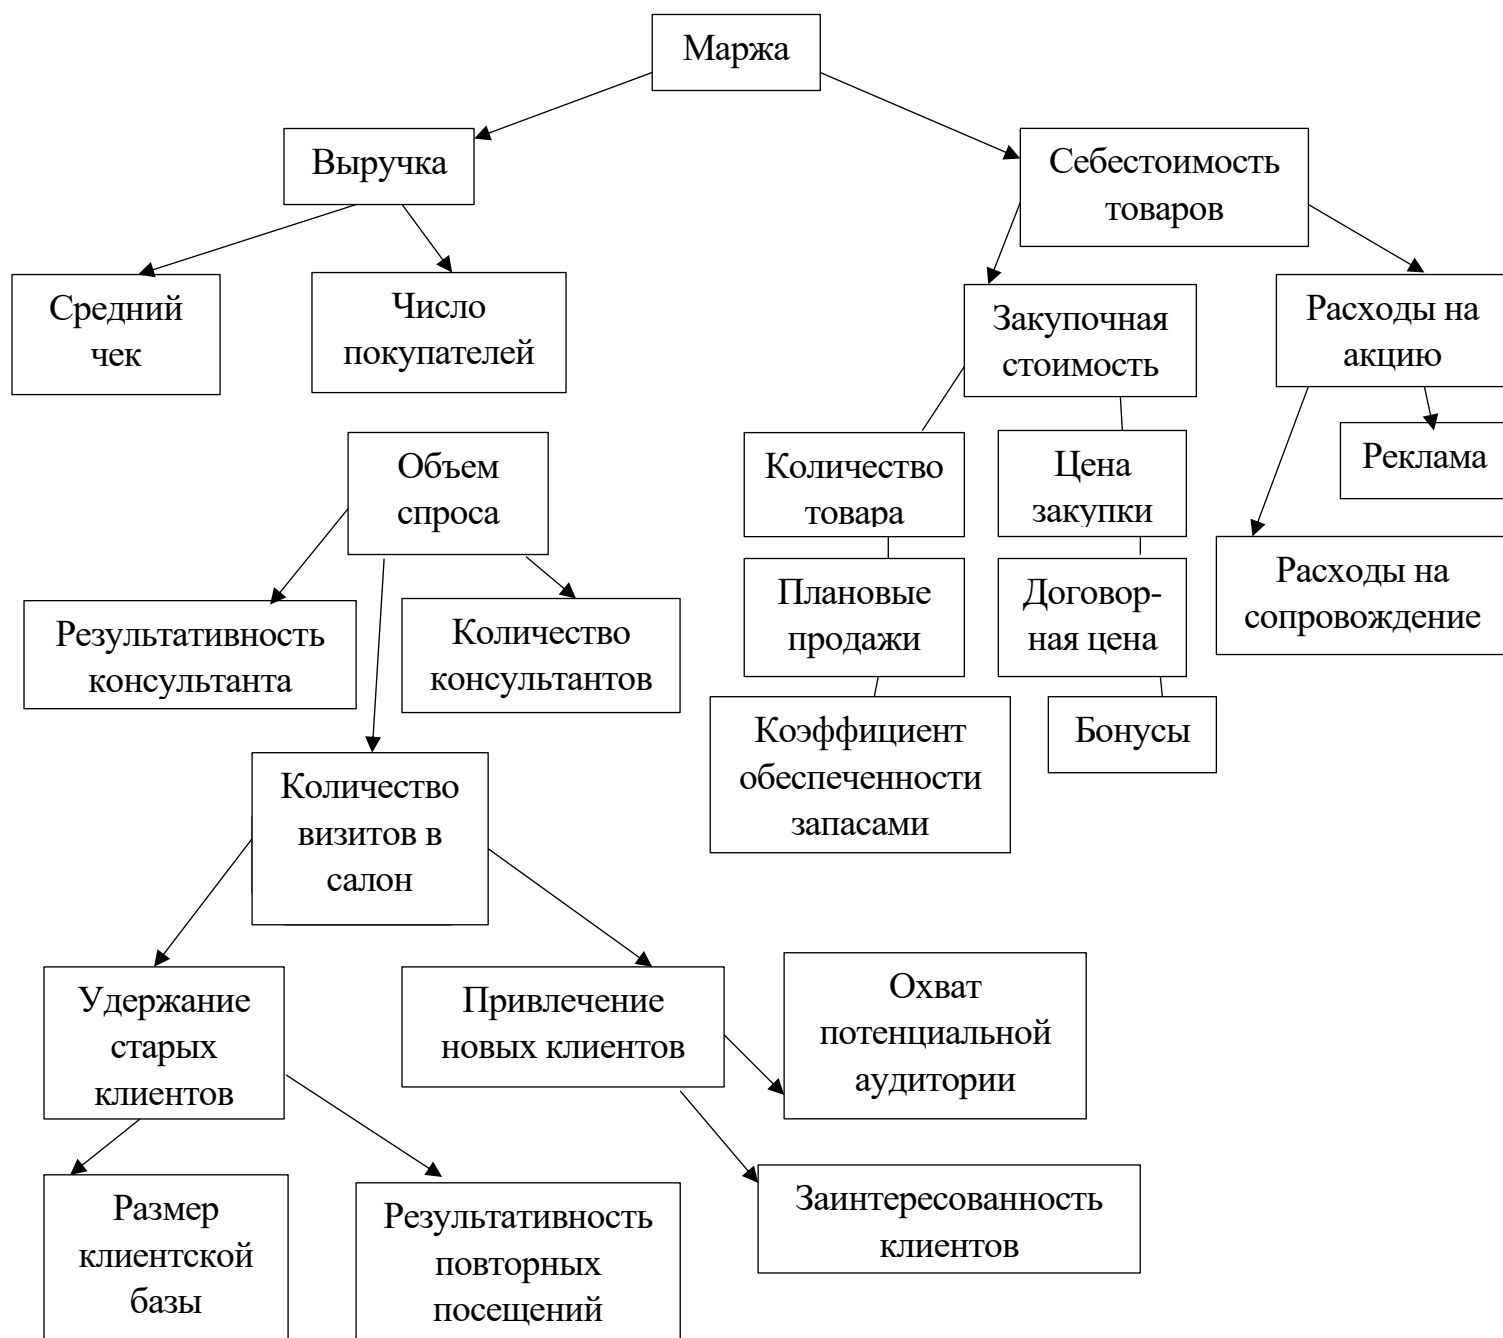 Маржа
Выручка
Себестоимость
товаров
Средний
чек
Число
покупателей
Закупочная
стоимость
Расходы на
акцию
Объем
спроса
Количество
товара
Цена
закупки
Реклама
Расходы на
сопровождение
Плановые
продажи
Договор-
ная цена
Результативность
консультанта
Количество
консультантов
Коэффициент
обеспеченности
запасами
Бонусы
Количество
визитов в
салон
Удержание
старых
клиентов
Привлечение
новых клиентов
Охват
потенциальной
аудитории
Размер
клиентской
базы
Результативность
повторных
посещений
Заинтересованность
клиентов